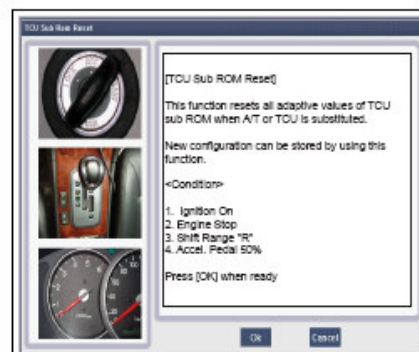 TCU Sub Rom Reset
[TCU Sub ROM Reset]
This function resets all adaptive values of TCU
sub ROM when A/T or TCU is substituted.
New configuration can be stored by using this
function.
<Condition>
1. Ignition On
2. Engine Stop
3. Shift Range "R"
4. Accel. Pedal 50%
Press [OK] when ready
Ok
Cancel